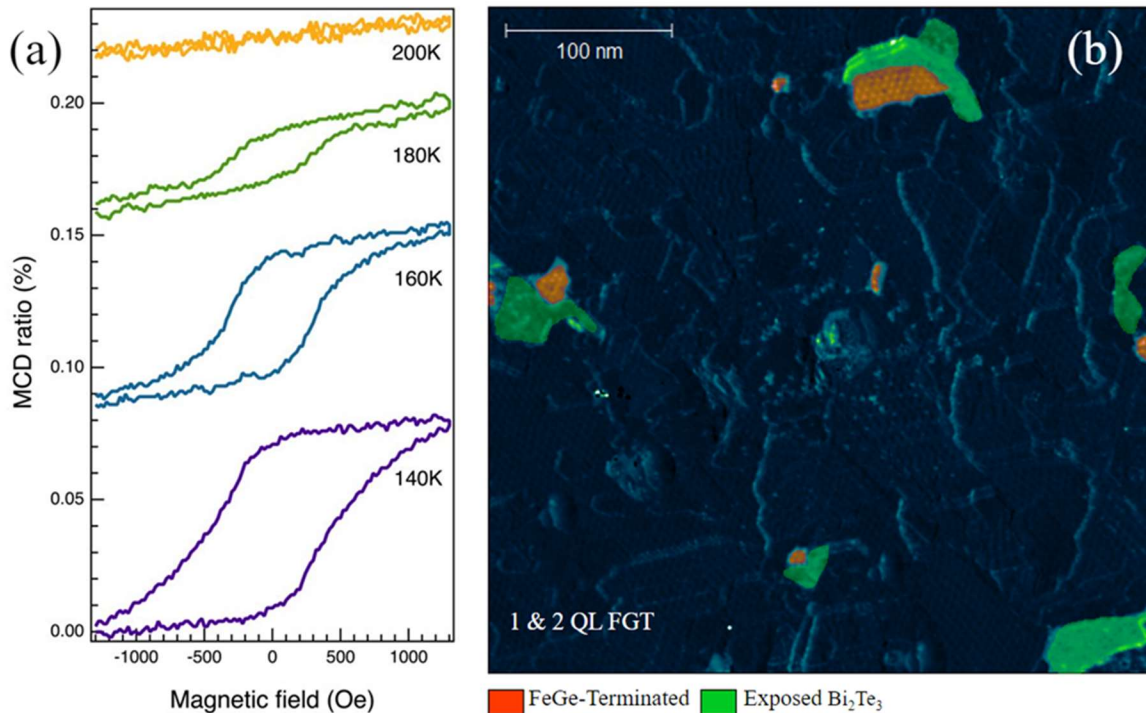 (a)
200K
0.20
180K
0.15
160K
0.10
140K
0.05
0.00
MCD ratio (%)
-1000 -500 0 500 1000
Magnetic field (Oe)
100 nm
(b)
1 & 2 QL FGT
FeGe-Terminated Exposed Bi₂Te₃